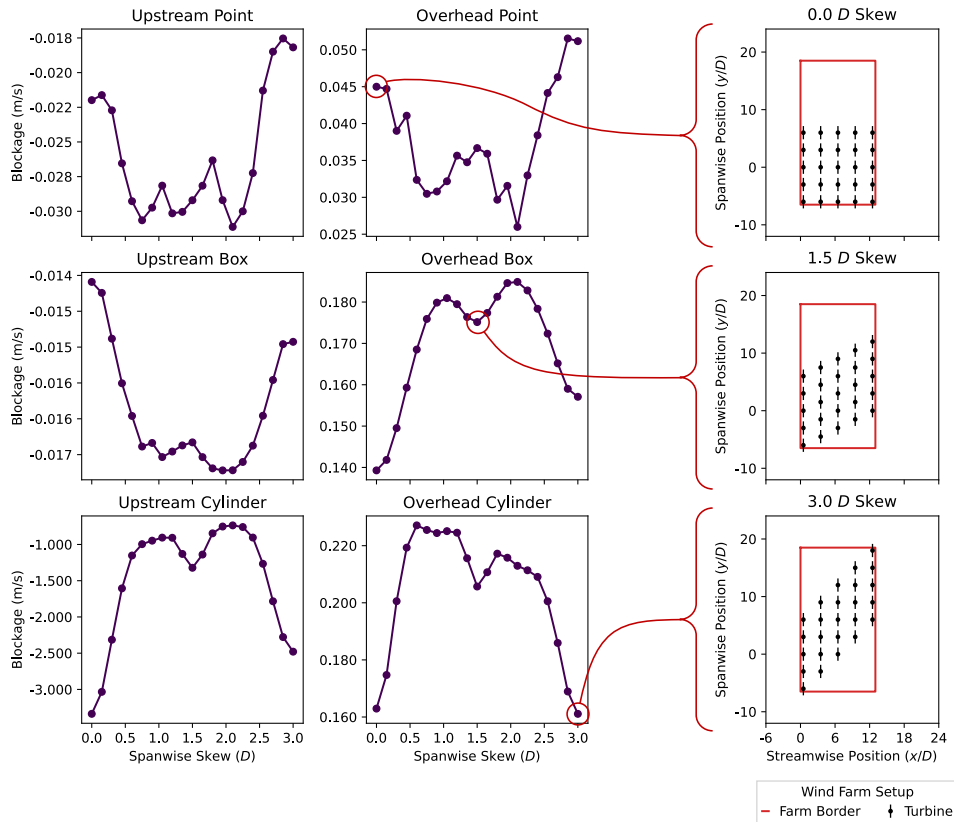 Upstream Point
Overhead Point
0.0 D Skew
Blockage (m/s)
-0.018
-0.020
-0.022
-0.025
-0.028
-0.030
0.050
0.045
0.040
0.035
0.030
0.025
Spanwise Position (y/D)
20
10
0
-10
Upstream Box
Overhead Box
1.5 D Skew
Blockage (m/s)
-0.014
-0.015
-0.015
-0.016
-0.016
-0.017
0.180
0.170
0.160
0.150
0.140
Spanwise Position (y/D)
20
10
0
-10
Upstream Cylinder
Overhead Cylinder
3.0 D Skew
Blockage (m/s)
-1.000
-1.500
-2.000
-2.500
-3.000
0.220
0.200
0.180
0.160
Spanwise Position (y/D)
20
10
0
-10
0.0 0.5 1.0 1.5 2.0 2.5 3.0
Spanwise Skew (D)
0.0 0.5 1.0 1.5 2.0 2.5 3.0
Spanwise Skew (D)
-6 0 6 12 18 24
Streamwise Position (x/D)
Wind Farm Setup
Farm Border
Turbine